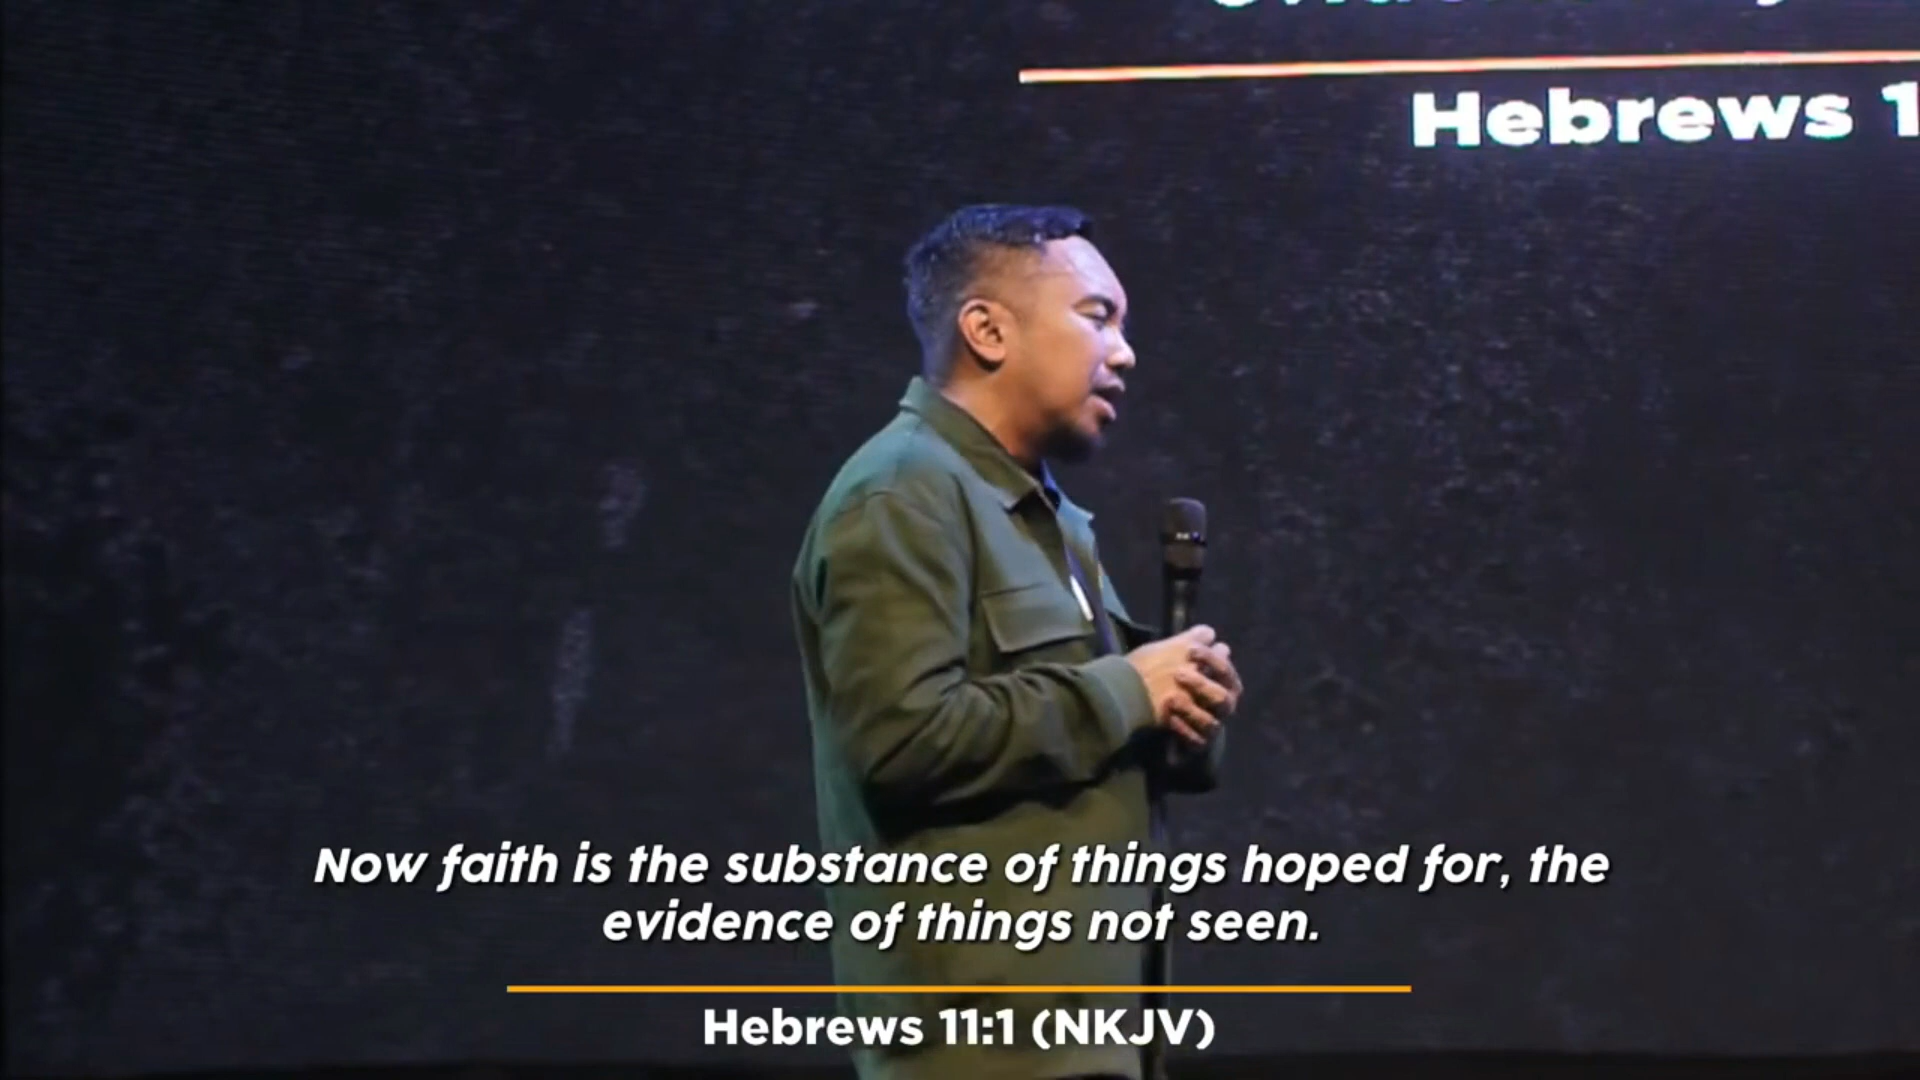 Hebrews 1
Now faith is the substance of things hoped for, the
evidence of things not seen.
Hebrews 11:1 (NKJV)